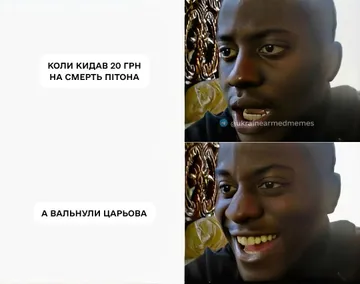 КОЛИ КИДАВ 20 ГРН
НА СМЕРТЬ ПІТОНА
@ukrainearmedmemes
А ВАЛЬНУЛИ ЦАРЬОВА